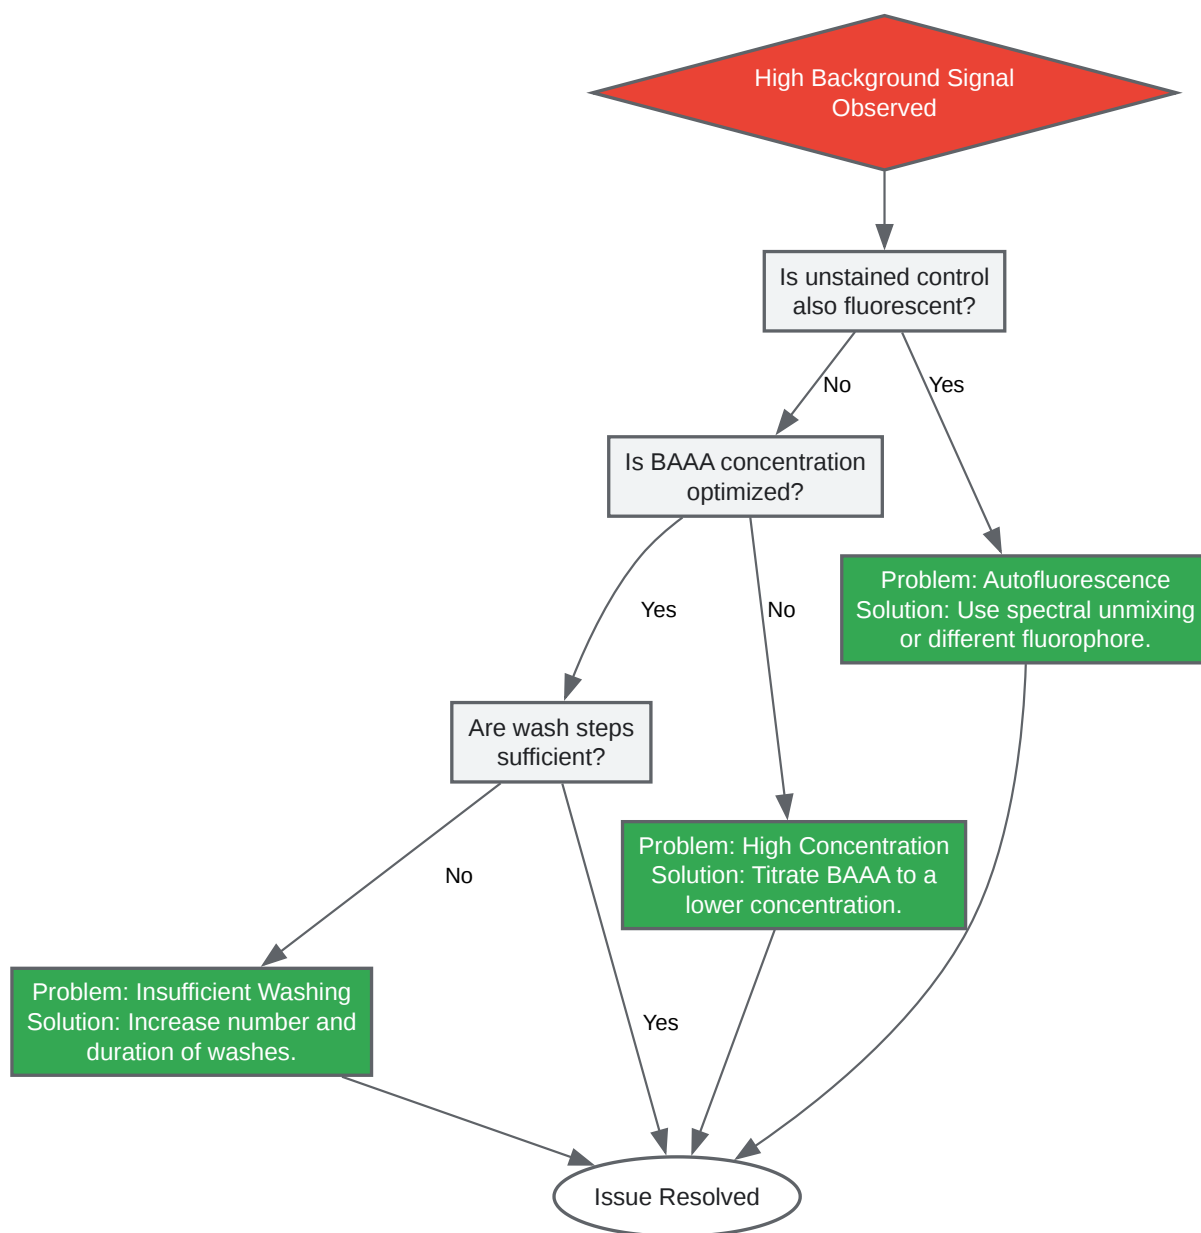 High Background Signal
Observed
Is unstained control
also fluorescent?
No
Yes
Is BAAA concentration
optimized?
Yes
No
Problem: Autofluorescence
Solution: Use spectral unmixing
or different fluorophore.
Are wash steps
sufficient?
No
Yes
Problem: High Concentration
Solution: Titrate BAAA to a
lower concentration.
Problem: Insufficient Washing
Solution: Increase number and
duration of washes.
Issue Resolved